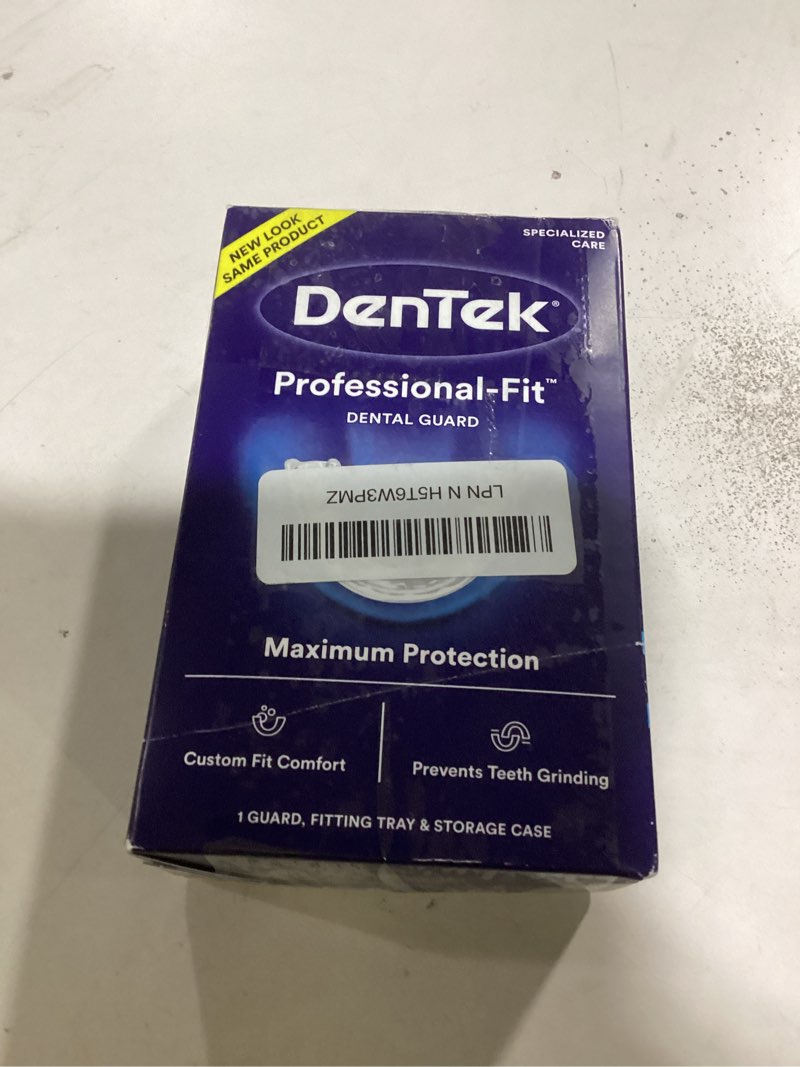 NEW LOOK
SAME PRODUCT
SPECIALIZED
CARE
DenTek®
Professional-Fit™
DENTAL GUARD
LPN N H5T6W3PMZ
Maximum Protection
Custom Fit Comfort
Prevents Teeth Grinding
1 GUARD, FITTING TRAY & STORAGE CASE